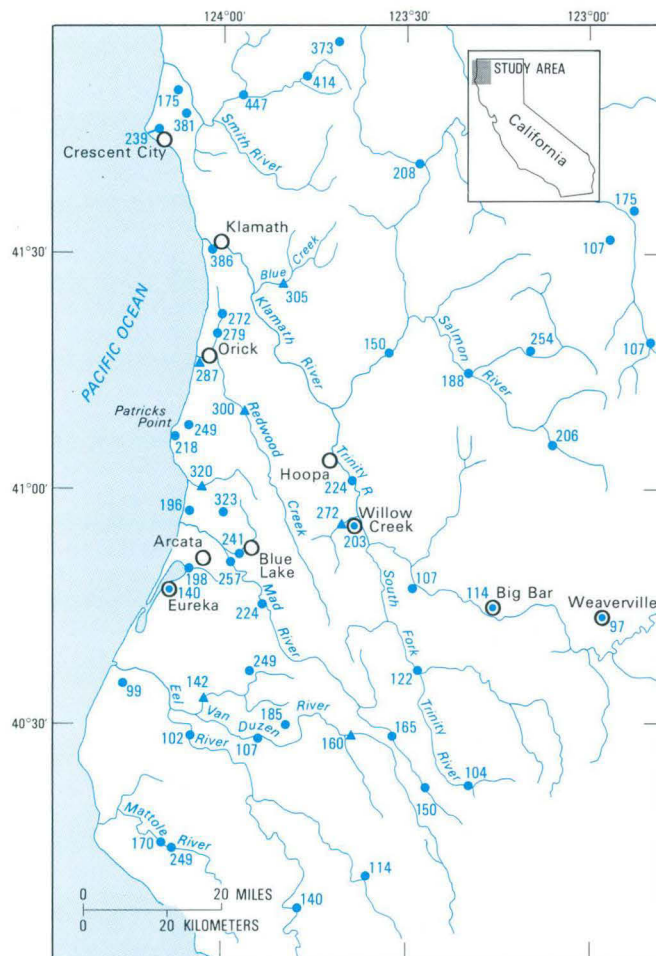 124°00'
123°30'
123°00'
373
414
175
447
381
239
Crescent City
Smith River
STUDY AREA
California
208
175
107
Klamath
41°30'
386
Blue Creek
305
Klamath River
272
279
Orick
287
150
Salmon River
254
188
107
PACIFIC OCEAN
Patricks Point
249
218
300
Redwood Creek
206
Hoopa
Trinity R
224
320
41°00'
196
323
272
Willow Creek
203
Arcata
241
Blue Lake
198
257
140
Eureka
224
Mad River
South Fork Trinity River
107
114
Big Bar
Weaverville
97
249
99
142
122
Eel River
Van Duzen River
185
40°30'
102
107
160
165
104
150
Mattole River
170
249
114
140
0 20 MILES
0 20 KILOMETERS